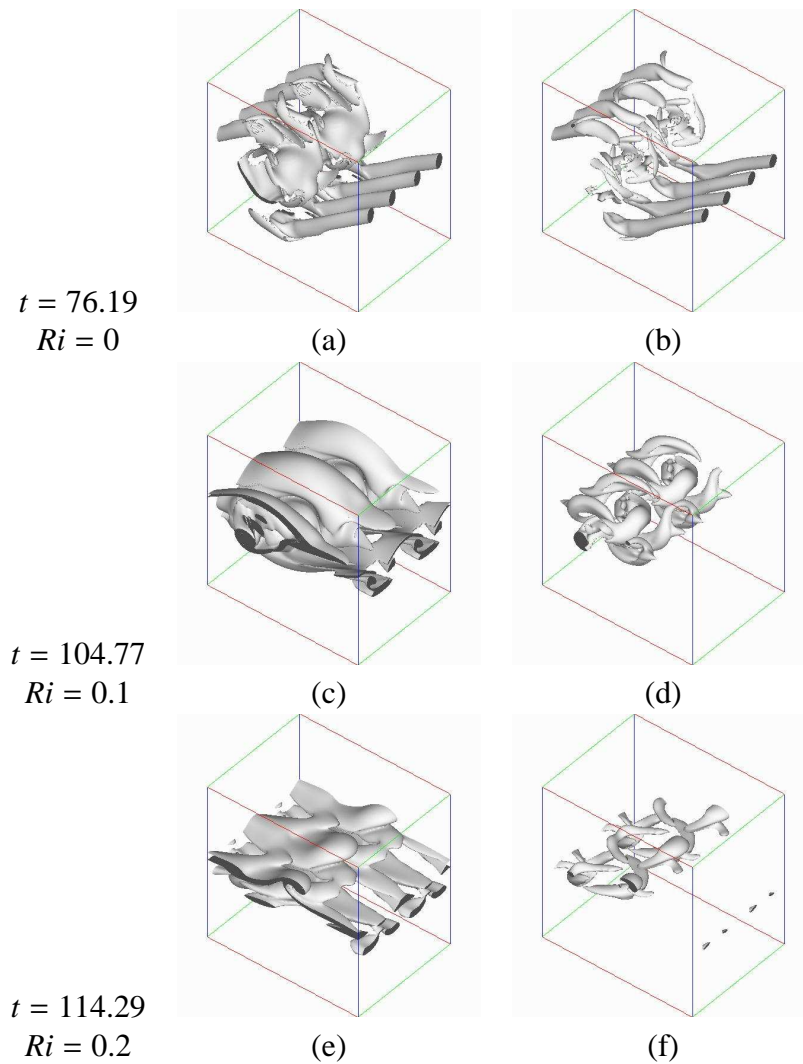 t = 76.19
Ri = 0
(a)
(b)
t = 104.77
Ri = 0.1
(c)
(d)
t = 114.29
Ri = 0.2
(e)
(f)